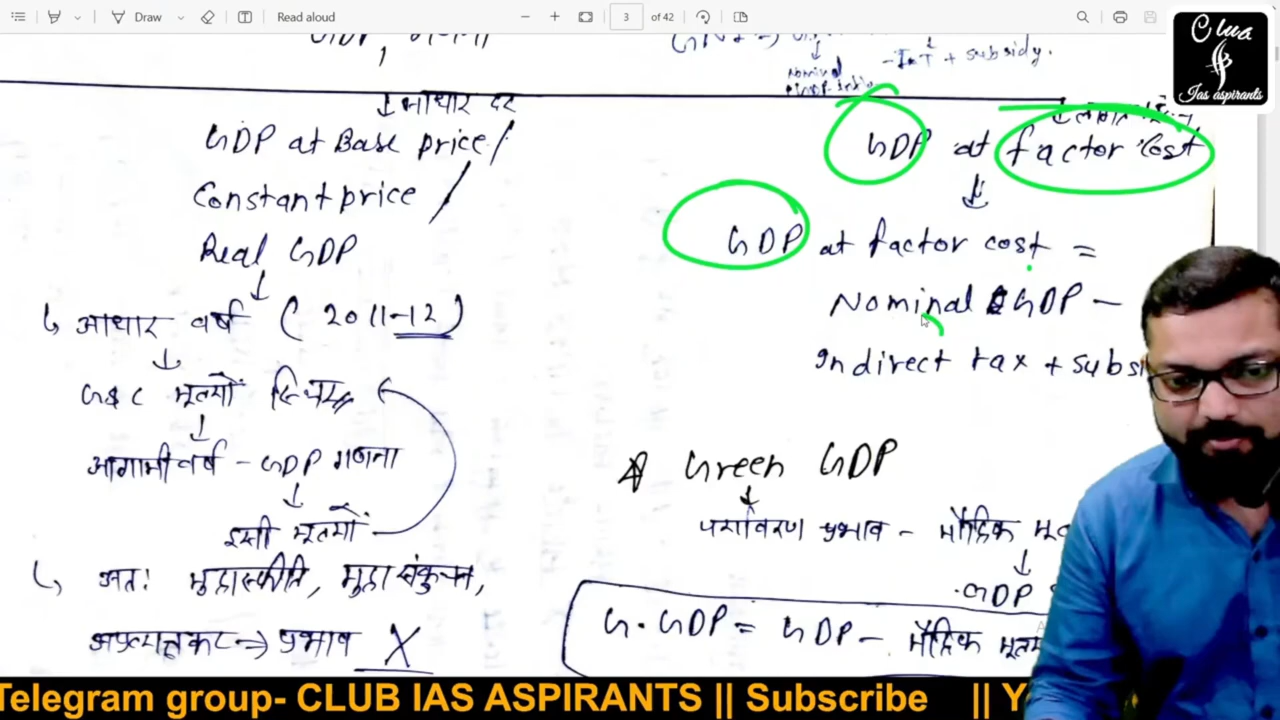 Draw
Read aloud
3
of 42
Club
Ias aspirants
GDP,
Nominal
+ subsidy.
↓ आधार दर
GDP at Base price/
Constant price /
Real GDP
↳ आधार वर्ष ( 2011-12 )
G&C मूल्यों
आगामी वर्ष - GDP गणना
इसी मूल्यों
↳ अतः मुद्रास्फीति, मुद्रा संकुचन,
अप्रत्यक्ष कर → प्रभाव X
GDP at factor cost
GDP at factor cost =
Nominal GDP -
Indirect tax +
Green GDP
पर्यावरण प्रभाव - मौद्रिक
GDP
G.GDP = GDP - मौद्रिक
Telegram group- CLUB IAS ASPIRANTS || Subscribe || Y